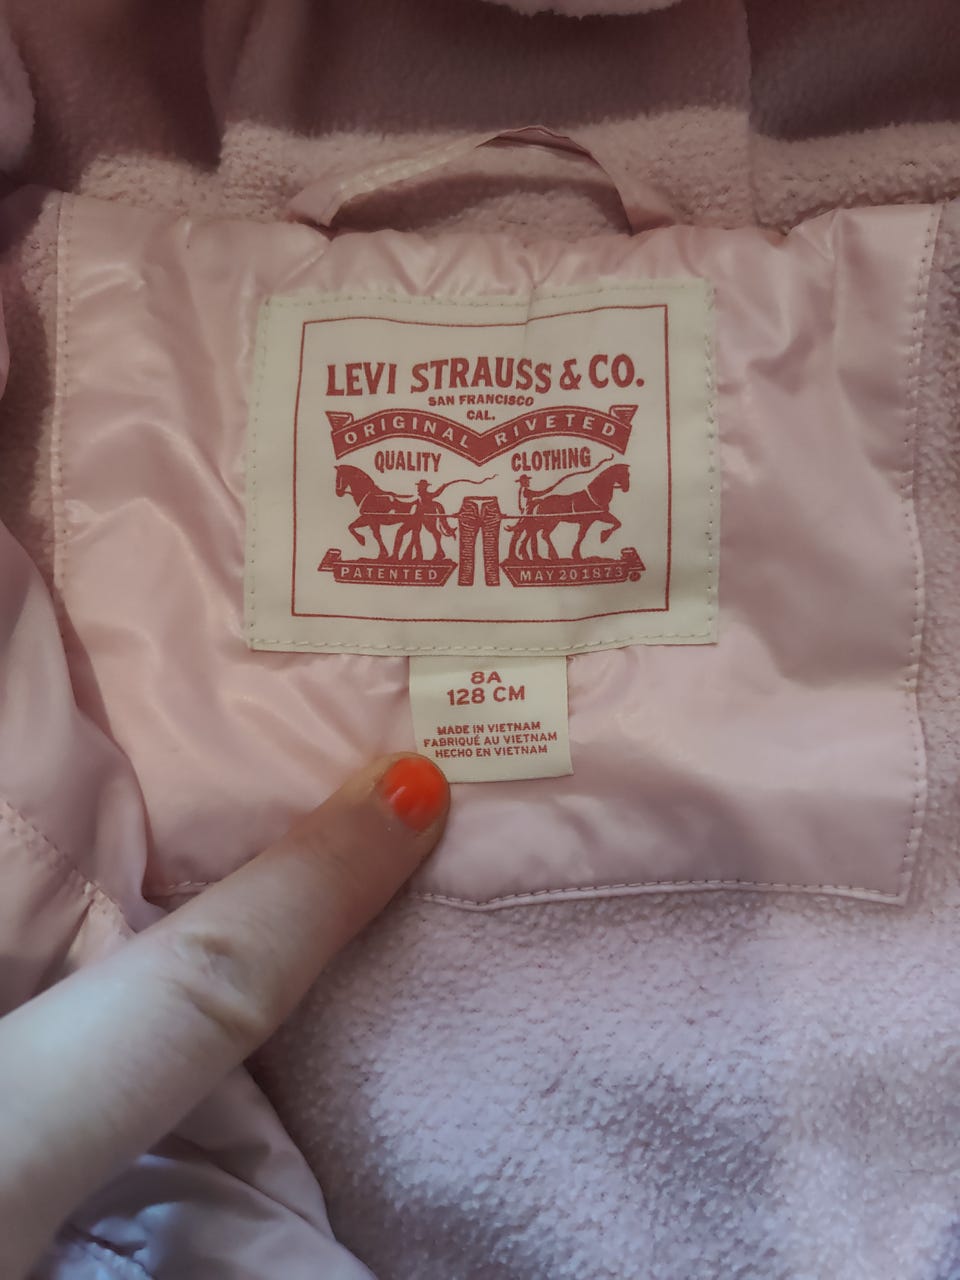 LEVI STRAUSS & CO.
SAN FRANCISCO
CAL.
ORIGINAL RIVETED
QUALITY CLOTHING
PATENTED MAY 20 1873
8A
128 CM
MADE IN VIETNAM
FABRIQUÉ AU VIETNAM
HECHO EN VIETNAM